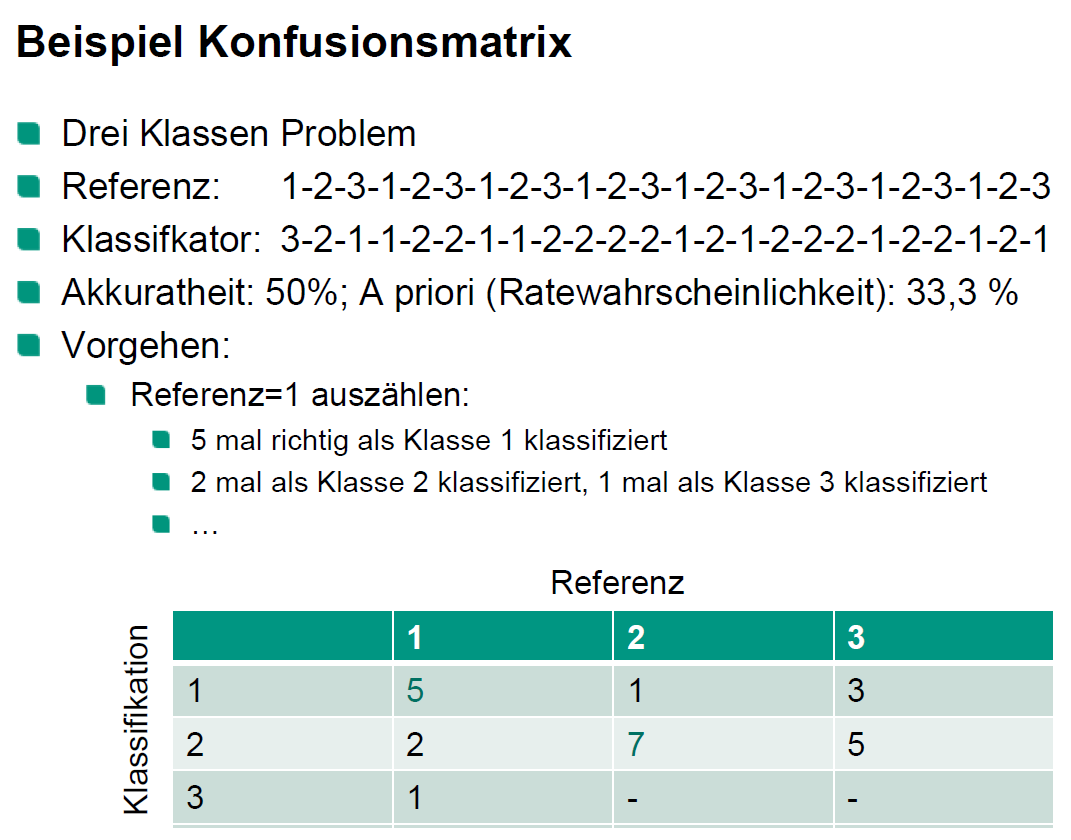 Beispiel Konfusionsmatrix
Drei Klassen Problem
Referenz: 1-2-3-1-2-3-1-2-3-1-2-3-1-2-3-1-2-3-1-2-3-1-2-3
Klassifkator: 3-2-1-1-2-2-1-1-2-2-2-2-1-2-1-2-2-2-1-2-2-1-2-1
Akkuratheit: 50%; A priori (Ratewahrscheinlichkeit): 33,3 %
Vorgehen:
Referenz=1 auszählen:
5 mal richtig als Klasse 1 klassifiziert
2 mal als Klasse 2 klassifiziert, 1 mal als Klasse 3 klassifiziert
…
Referenz
Klassifikation
1 2 3
1 5 1 3
2 2 7 5
3 1 - -